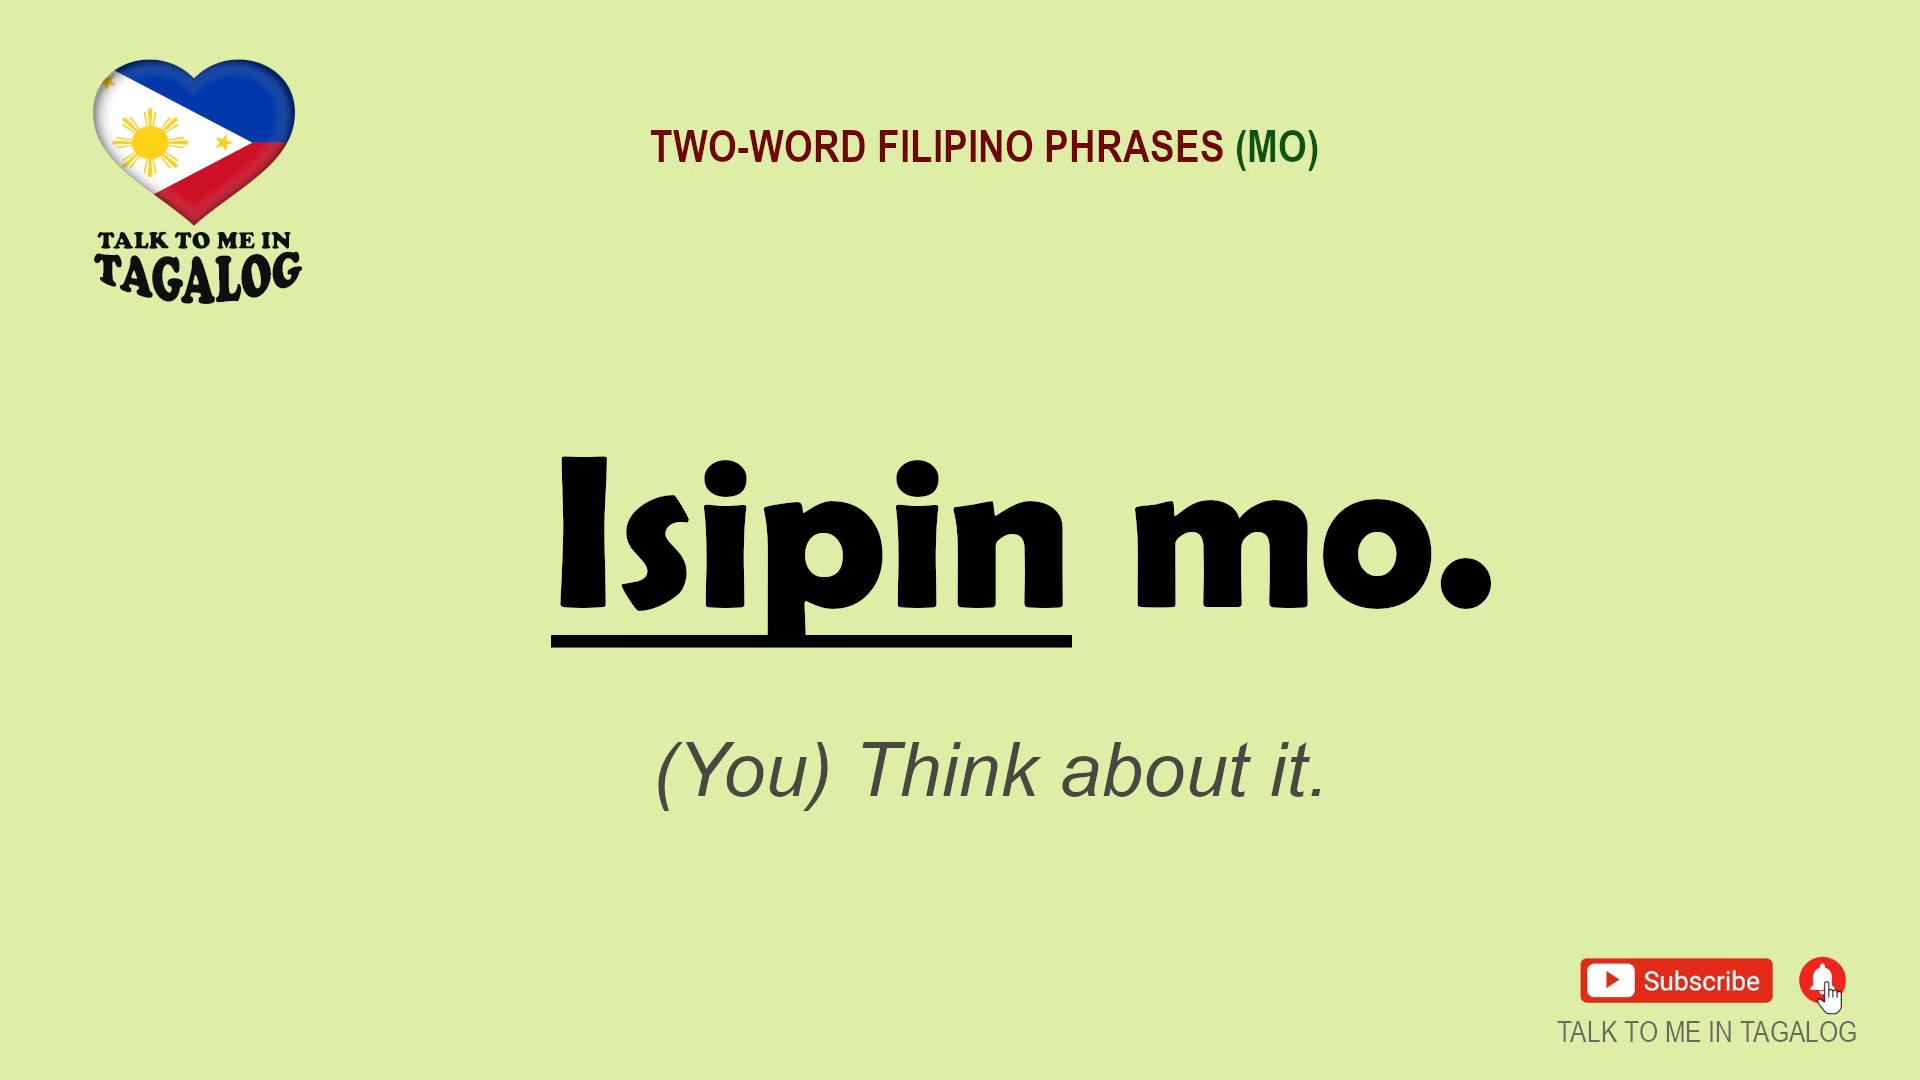 TALK TO ME IN
TAGALOG
TWO-WORD FILIPINO PHRASES (MO)
Isipin mo.
(You) Think about it.
Subscribe
TALK TO ME IN TAGALOG